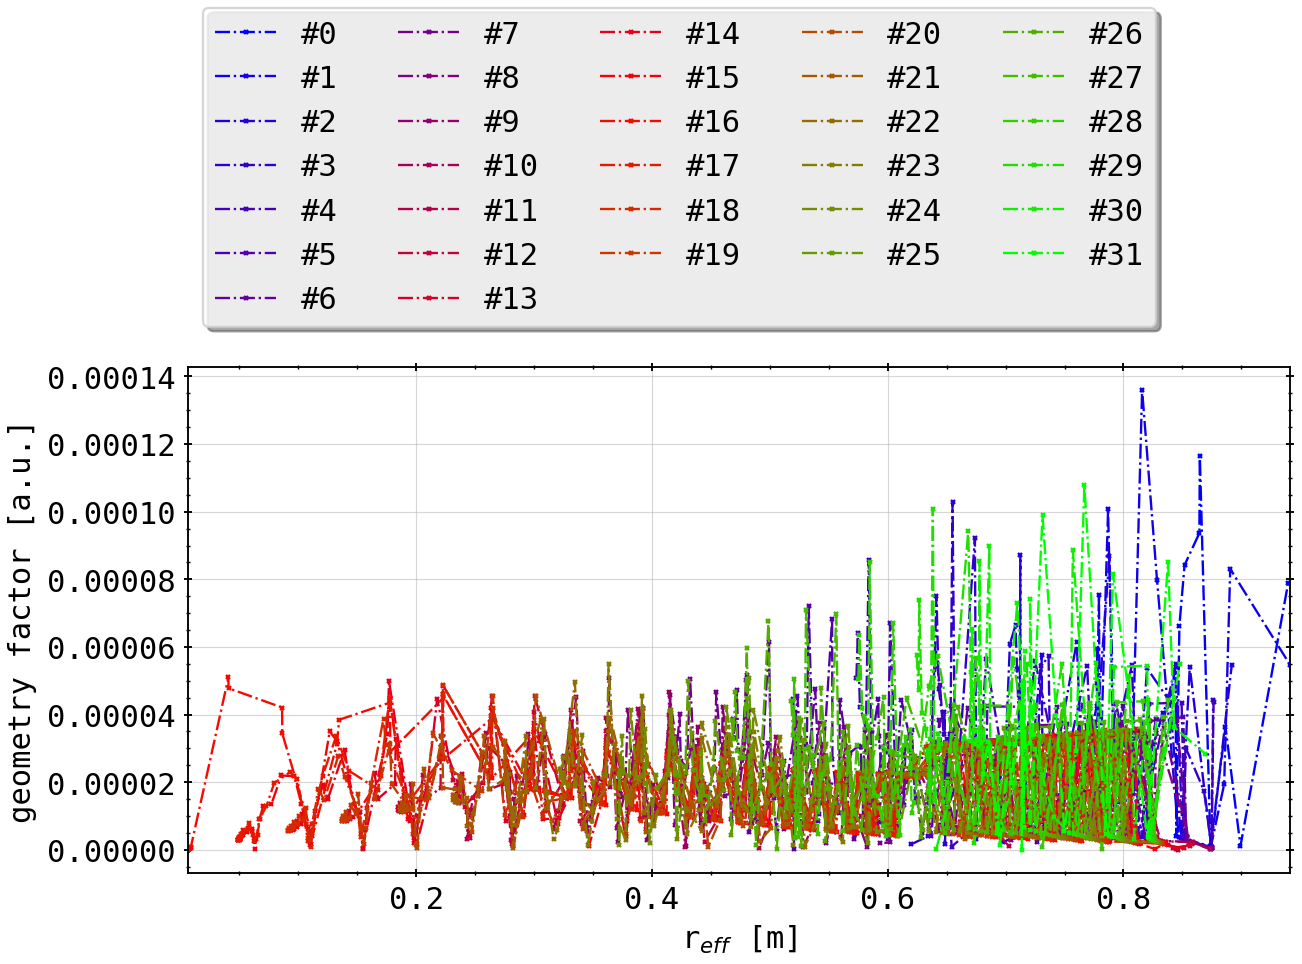 #0 #7 #14 #20 #26
#1 #8 #15 #21 #27
#2 #9 #16 #22 #28
#3 #10 #17 #23 #29
#4 #11 #18 #24 #30
#5 #12 #19 #25 #31
#6 #13
geometry factor [a.u.]
0.00014
0.00012
0.00010
0.00008
0.00006
0.00004
0.00002
0.00000
0.2 0.4 0.6 0.8
r_eff [m]